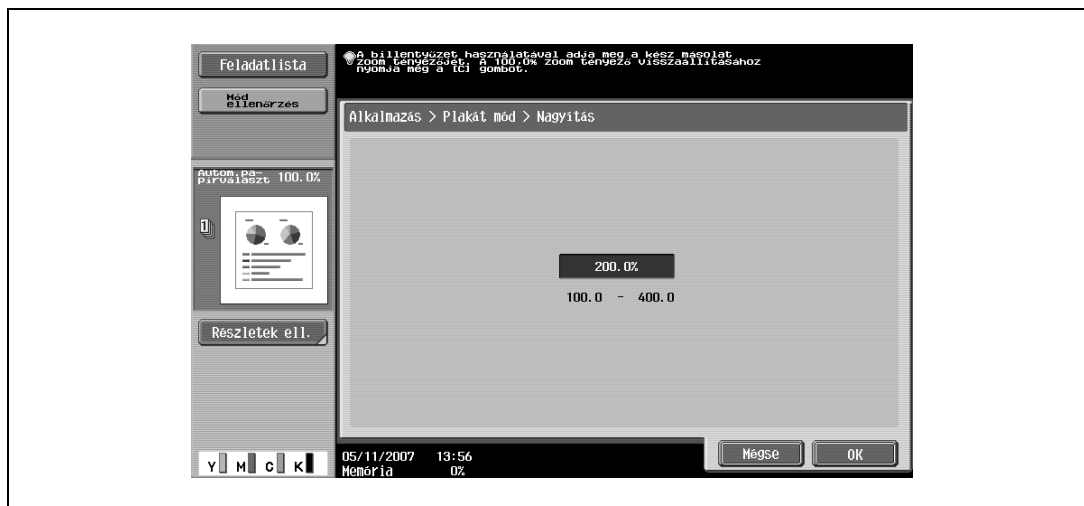 Feladatlista
Mód
ellenőrzés
A billentyűzet használatával adja meg a kész másolat
zoom tényezőjét. A 100.0% zoom tényező visszaállításához
nyomja meg a [C] gombot.
Alkalmazás > Plakát mód > Nagyítás
Autom.pa-
pírválaszt 100.0%
1
200.0%
100.0 - 400.0
Részletek ell.
Y M C K
05/11/2007 13:56
Memória 0%
Mégse
OK